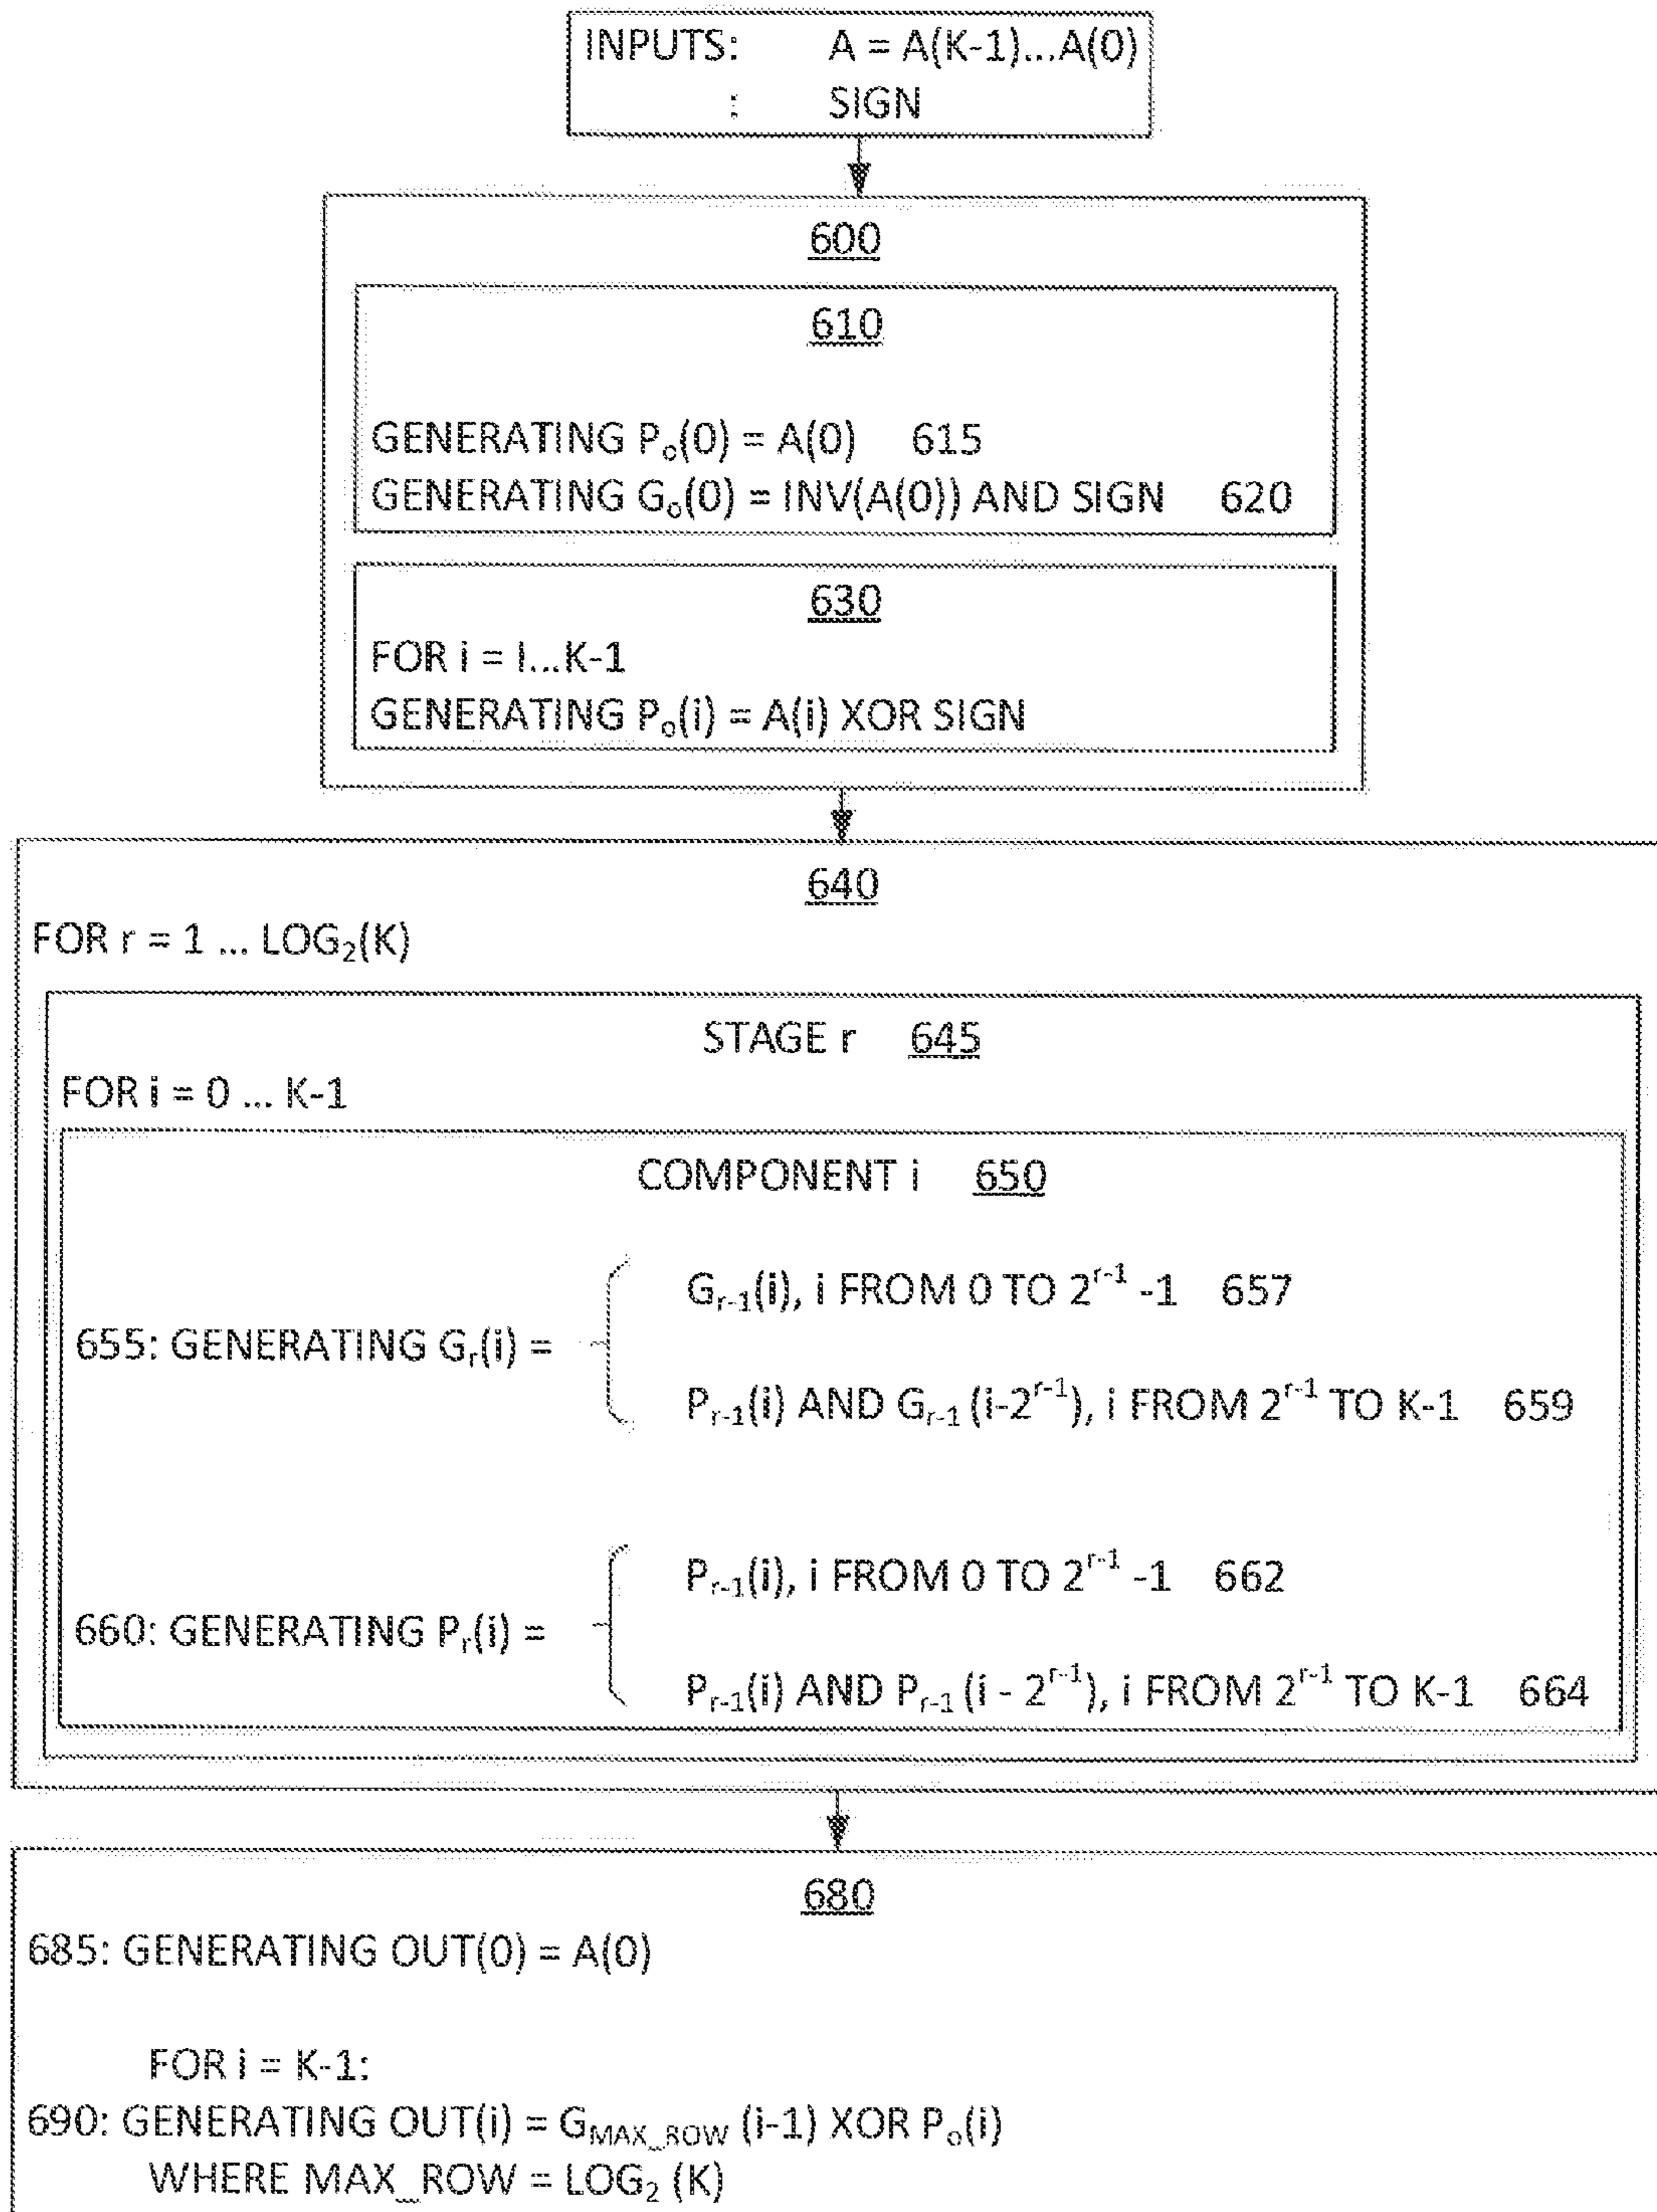 INPUTS: A = A(K-1)...A(0)
: SIGN
600
610
GENERATING Pₒ(0) = A(0) 615
GENERATING Gₒ(0) = INV(A(0)) AND SIGN 620
630
FOR i = I...K-1
GENERATING Pₒ(i) = A(i) XOR SIGN
640
FOR r = 1 ... LOG₂(K)
STAGE r 645
FOR i = 0 ... K-1
COMPONENT i 650
Gᵣ₋₁(i), i FROM 0 TO 2ʳ⁻¹ -1 657
655: GENERATING Gᵣ(i) =
Pᵣ₋₁(i) AND Gᵣ₋₁ (i-2ʳ⁻¹), i FROM 2ʳ⁻¹ TO K-1 659
Pᵣ₋₁(i), i FROM 0 TO 2ʳ⁻¹ -1 662
660: GENERATING Pᵣ(i) =
Pᵣ₋₁(i) AND Pᵣ₋₁ (i - 2ʳ⁻¹), i FROM 2ʳ⁻¹ TO K-1 664
680
685: GENERATING OUT(0) = A(0)
FOR i = K-1:
690: GENERATING OUT(i) = G_MAX_ROW (i-1) XOR Pₒ(i)
WHERE MAX_ROW = LOG₂ (K)